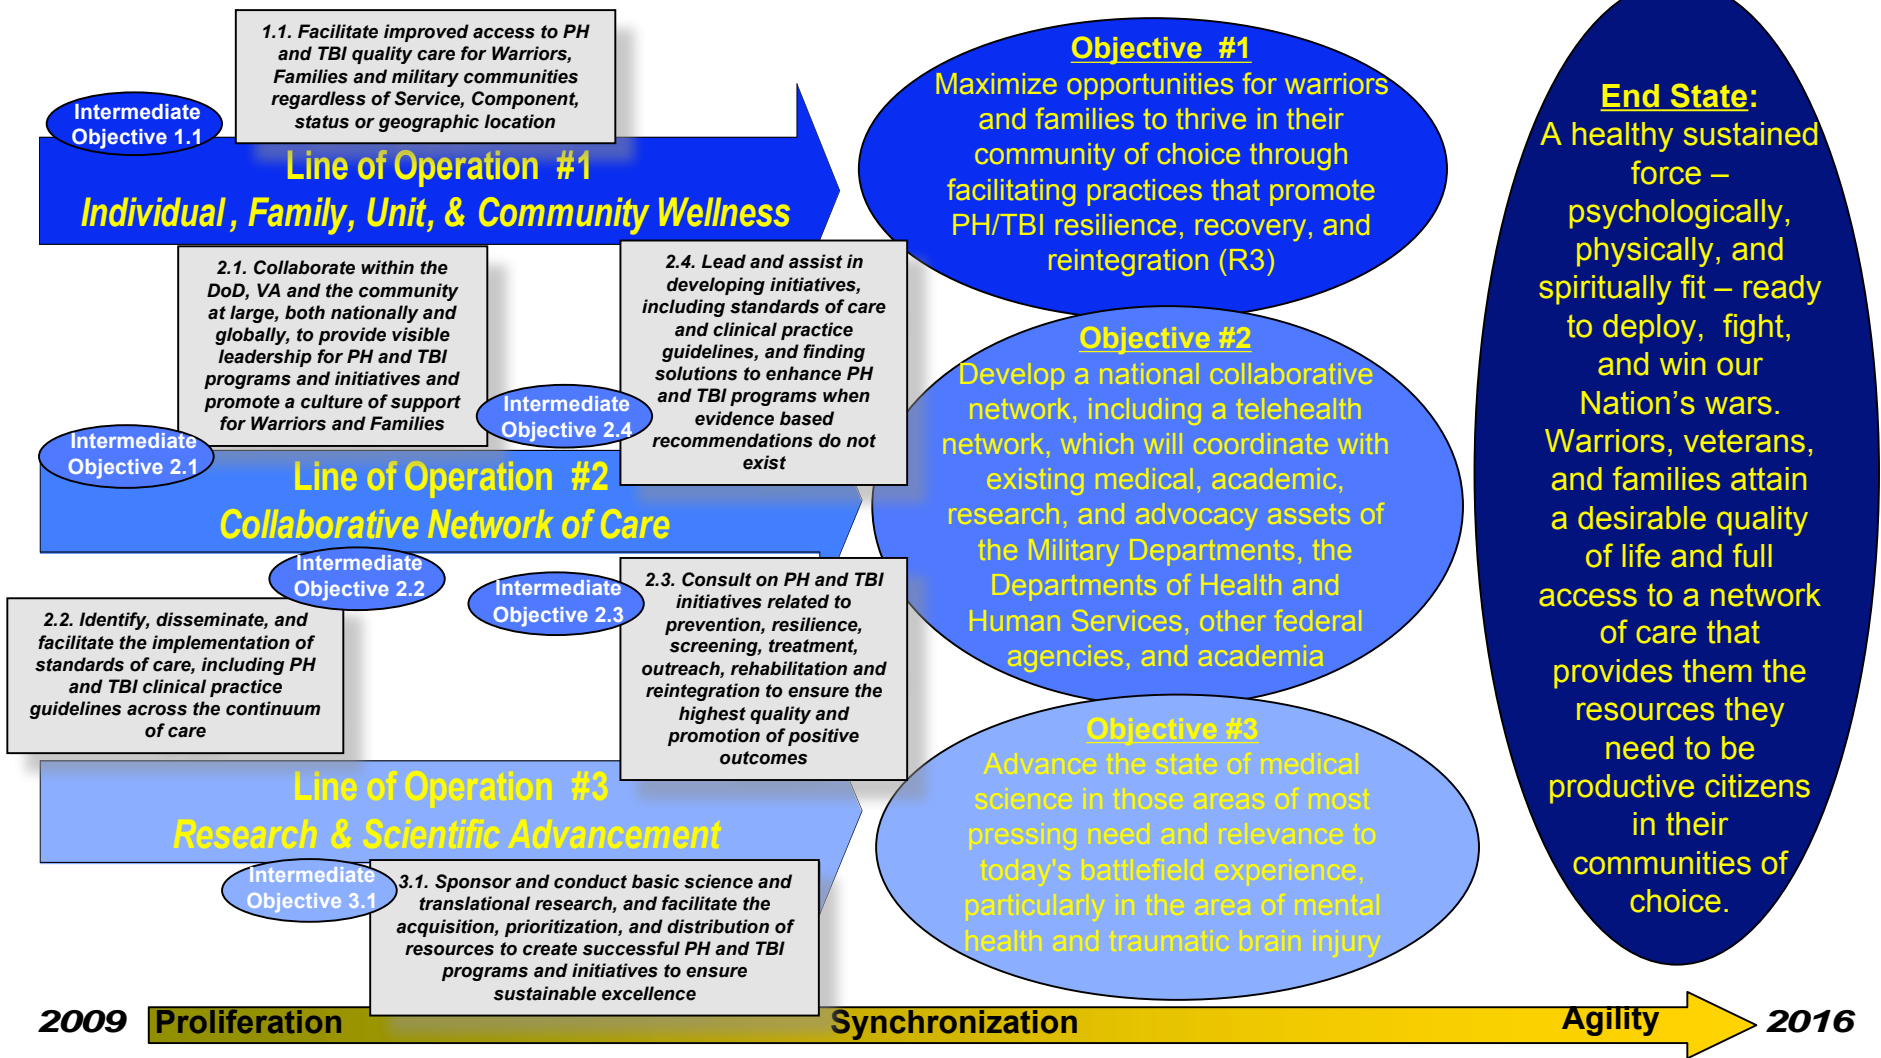 1.1. Facilitate improved access to PH
and TBI quality care for Warriors,
Families and military communities
regardless of Service, Component,
status or geographic location
Intermediate
Objective 1.1
Line of Operation #1
Individual, Family, Unit, & Community Wellness
2.1. Collaborate within the
DoD, VA and the community
at large, both nationally and
globally, to provide visible
leadership for PH and TBI
programs and initiatives and
promote a culture of support
for Warriors and Families
Intermediate
Objective 2.1
2.4. Lead and assist in
developing initiatives,
including standards of care
and clinical practice
guidelines, and finding
solutions to enhance PH
and TBI programs when
evidence based
recommendations do not
exist
Intermediate
Objective 2.4
Line of Operation #2
Collaborative Network of Care
Intermediate
Objective 2.2
2.2. Identify, disseminate, and
facilitate the implementation of
standards of care, including PH
and TBI clinical practice
guidelines across the continuum
of care
Intermediate
Objective 2.3
2.3. Consult on PH and TBI
initiatives related to
prevention, resilience,
screening, treatment,
outreach, rehabilitation and
reintegration to ensure the
highest quality and
promotion of positive
outcomes
Line of Operation #3
Research & Scientific Advancement
Intermediate
Objective 3.1
3.1. Sponsor and conduct basic science and
translational research, and facilitate the
acquisition, prioritization, and distribution of
resources to create successful PH and TBI
programs and initiatives to ensure
sustainable excellence
Objective #1
Maximize opportunities for warriors
and families to thrive in their
community of choice through
facilitating practices that promote
PH/TBI resilience, recovery, and
reintegration (R3)
Objective #2
Develop a national collaborative
network, including a telehealth
network, which will coordinate with
existing medical, academic,
research, and advocacy assets of
the Military Departments, the
Departments of Health and
Human Services, other federal
agencies, and academia
Objective #3
Advance the state of medical
science in those areas of most
pressing need and relevance to
today's battlefield experience,
particularly in the area of mental
health and traumatic brain injury
End State:
A healthy sustained
force –
psychologically,
physically, and
spiritually fit – ready
to deploy, fight,
and win our
Nation’s wars.
Warriors, veterans,
and families attain
a desirable quality
of life and full
access to a network
of care that
provides them the
resources they
need to be
productive citizens
in their
communities of
choice.
2009 Proliferation Synchronization Agility 2016